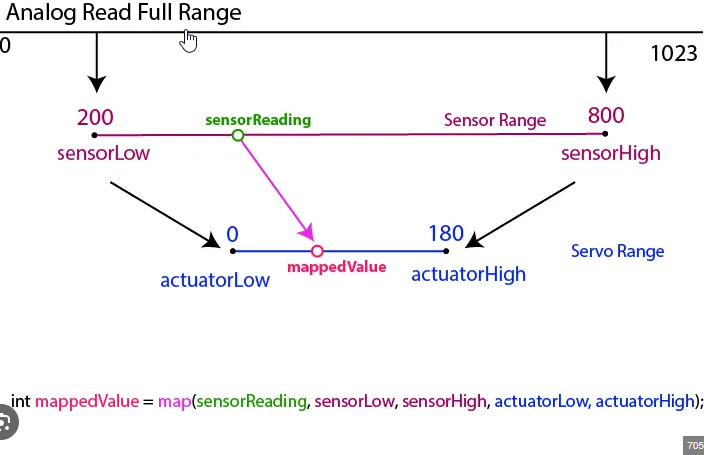 Analog Read Full Range
0
1023
200
sensorReading
Sensor Range
800
sensorLow
sensorHigh
0
180
mappedValue
Servo Range
actuatorLow
actuatorHigh
int mappedValue = map(sensorReading, sensorLow, sensorHigh, actuatorLow, actuatorHigh);
705